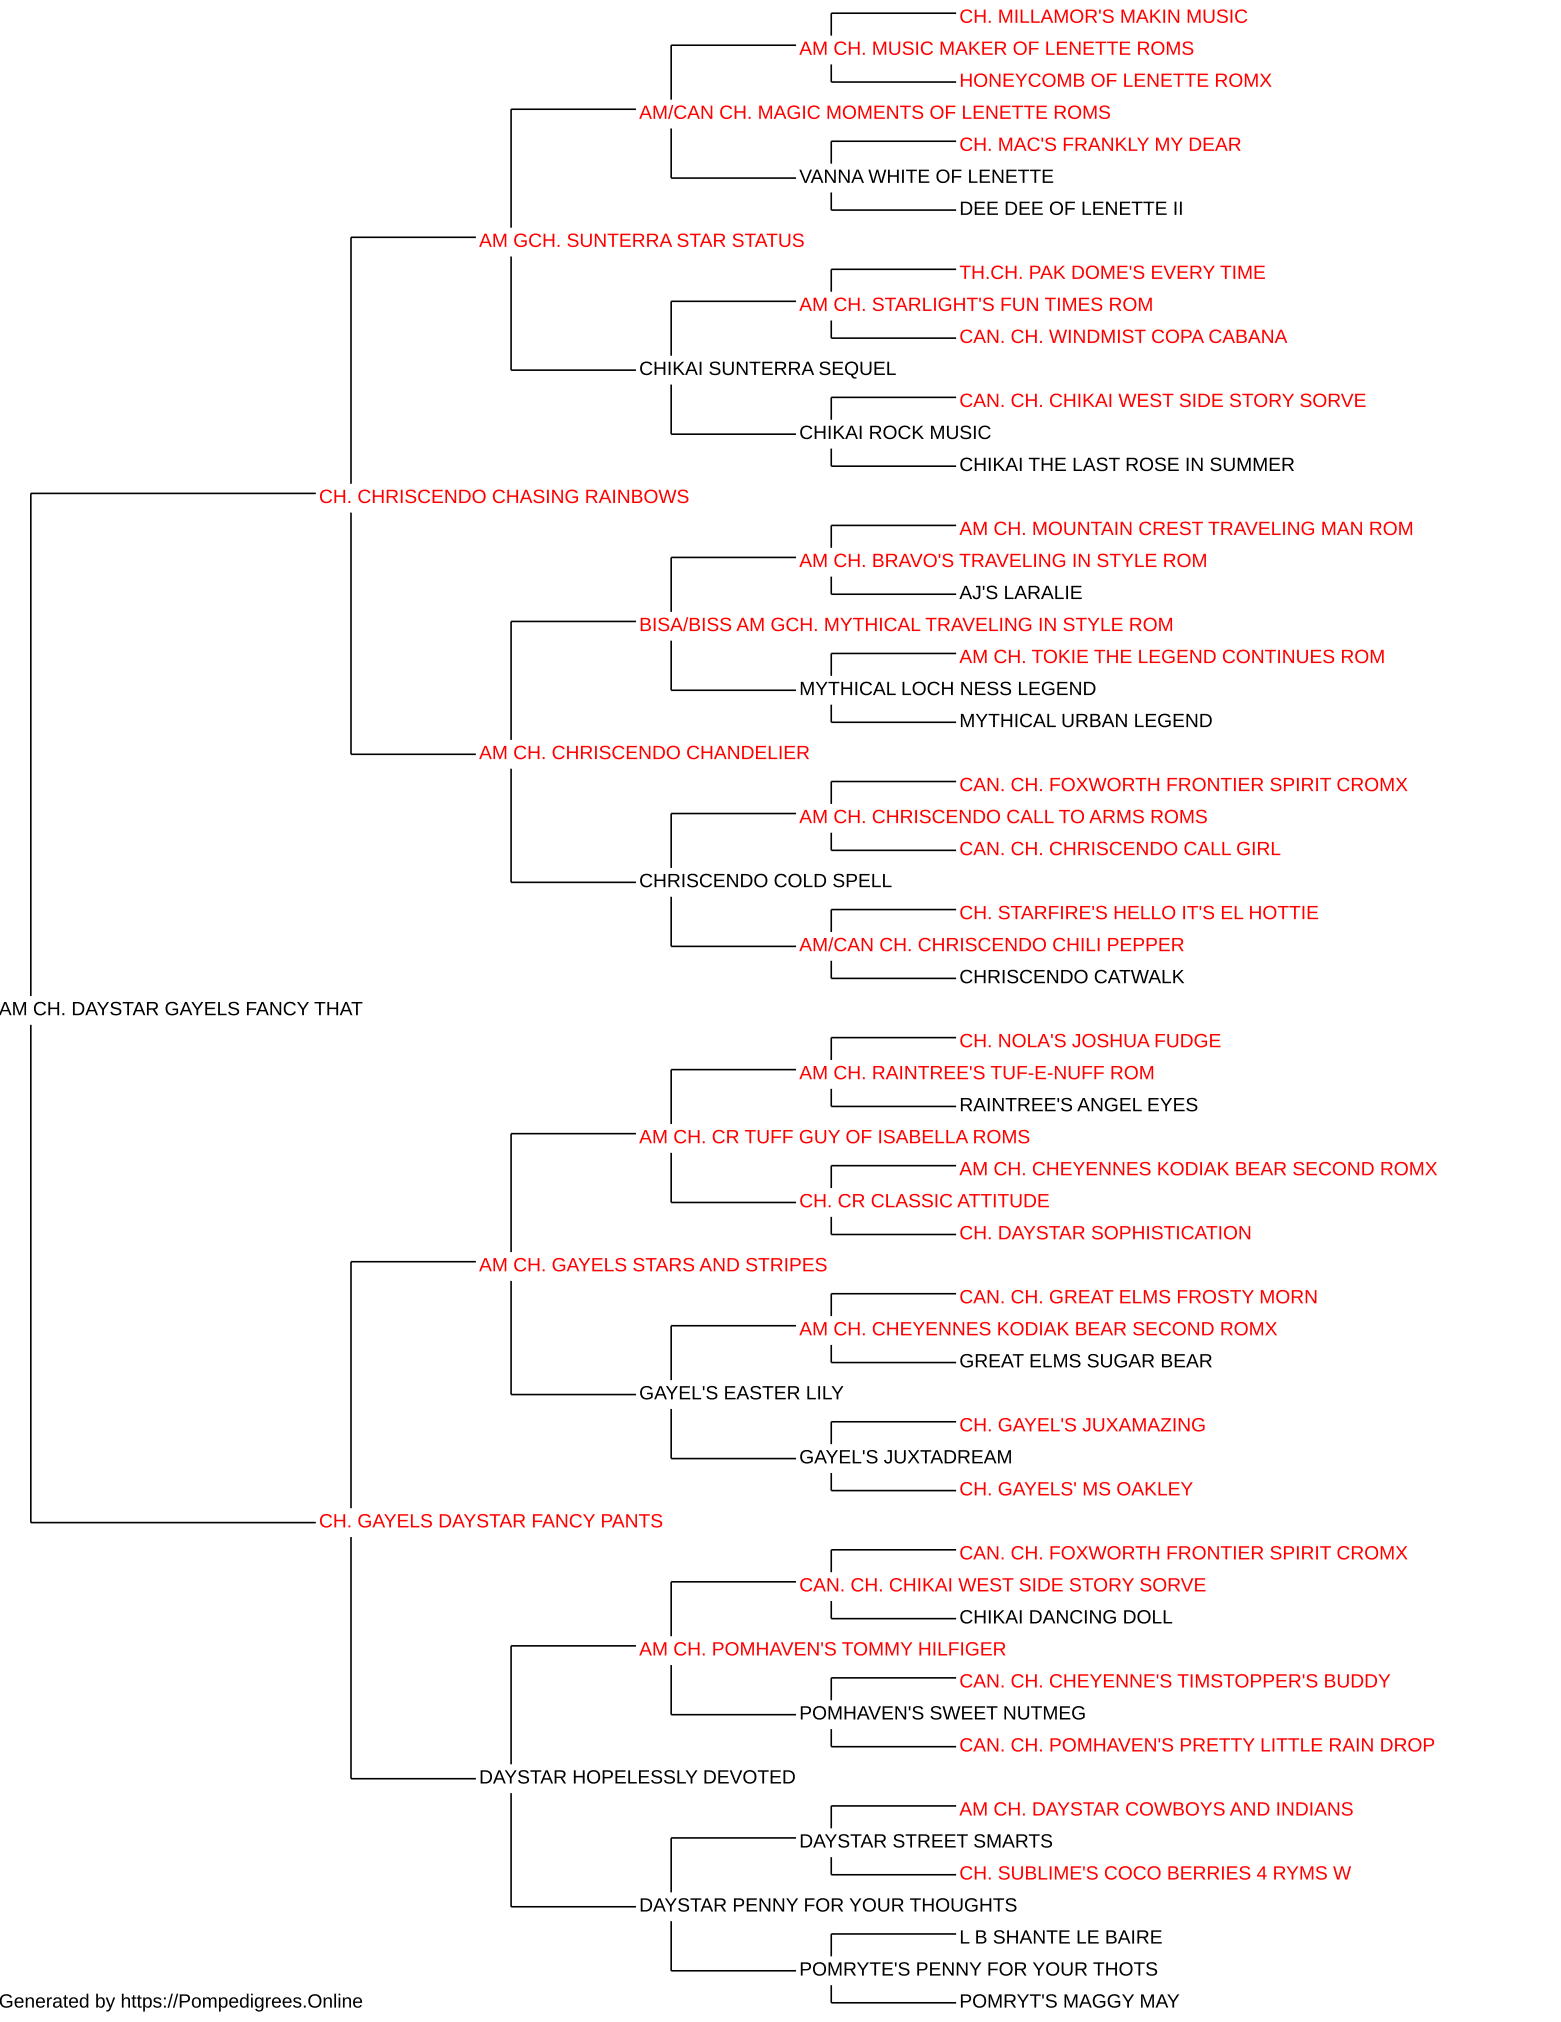 CH. MILLAMOR'S MAKIN MUSIC
AM CH. MUSIC MAKER OF LENETTE ROMS
HONEYCOMB OF LENETTE ROMX
AM/CAN CH. MAGIC MOMENTS OF LENETTE ROMS
CH. MAC'S FRANKLY MY DEAR
VANNA WHITE OF LENETTE
DEE DEE OF LENETTE II
AM GCH. SUNTERRA STAR STATUS
TH.CH. PAK DOME'S EVERY TIME
AM CH. STARLIGHT'S FUN TIMES ROM
CAN. CH. WINDMIST COPA CABANA
CHIKAI SUNTERRA SEQUEL
CAN. CH. CHIKAI WEST SIDE STORY SORVE
CHIKAI ROCK MUSIC
CHIKAI THE LAST ROSE IN SUMMER
CH. CHRISCENDO CHASING RAINBOWS
AM CH. MOUNTAIN CREST TRAVELING MAN ROM
AM CH. BRAVO'S TRAVELING IN STYLE ROM
AJ'S LARALIE
BISA/BISS AM GCH. MYTHICAL TRAVELING IN STYLE ROM
AM CH. TOKIE THE LEGEND CONTINUES ROM
MYTHICAL LOCH NESS LEGEND
MYTHICAL URBAN LEGEND
AM CH. CHRISCENDO CHANDELIER
CAN. CH. FOXWORTH FRONTIER SPIRIT CROMX
AM CH. CHRISCENDO CALL TO ARMS ROMS
CAN. CH. CHRISCENDO CALL GIRL
CHRISCENDO COLD SPELL
CH. STARFIRE'S HELLO IT'S EL HOTTIE
AM/CAN CH. CHRISCENDO CHILI PEPPER
CHRISCENDO CATWALK
AM CH. DAYSTAR GAYELS FANCY THAT
CH. NOLA'S JOSHUA FUDGE
AM CH. RAINTREE'S TUF-E-NUFF ROM
RAINTREE'S ANGEL EYES
AM CH. CR TUFF GUY OF ISABELLA ROMS
AM CH. CHEYENNES KODIAK BEAR SECOND ROMX
CH. CR CLASSIC ATTITUDE
CH. DAYSTAR SOPHISTICATION
AM CH. GAYELS STARS AND STRIPES
CAN. CH. GREAT ELMS FROSTY MORN
AM CH. CHEYENNES KODIAK BEAR SECOND ROMX
GREAT ELMS SUGAR BEAR
GAYEL'S EASTER LILY
CH. GAYEL'S JUXAMAZING
GAYEL'S JUXTADREAM
CH. GAYELS' MS OAKLEY
CH. GAYELS DAYSTAR FANCY PANTS
CAN. CH. FOXWORTH FRONTIER SPIRIT CROMX
CAN. CH. CHIKAI WEST SIDE STORY SORVE
CHIKAI DANCING DOLL
AM CH. POMHAVEN'S TOMMY HILFIGER
CAN. CH. CHEYENNE'S TIMSTOPPER'S BUDDY
POMHAVEN'S SWEET NUTMEG
CAN. CH. POMHAVEN'S PRETTY LITTLE RAIN DROP
DAYSTAR HOPELESSLY DEVOTED
AM CH. DAYSTAR COWBOYS AND INDIANS
DAYSTAR STREET SMARTS
CH. SUBLIME'S COCO BERRIES 4 RYMS W
DAYSTAR PENNY FOR YOUR THOUGHTS
L B SHANTE LE BAIRE
POMRYTE'S PENNY FOR YOUR THOTS
POMRYT'S MAGGY MAY
Generated by https://Pompedigrees.Online